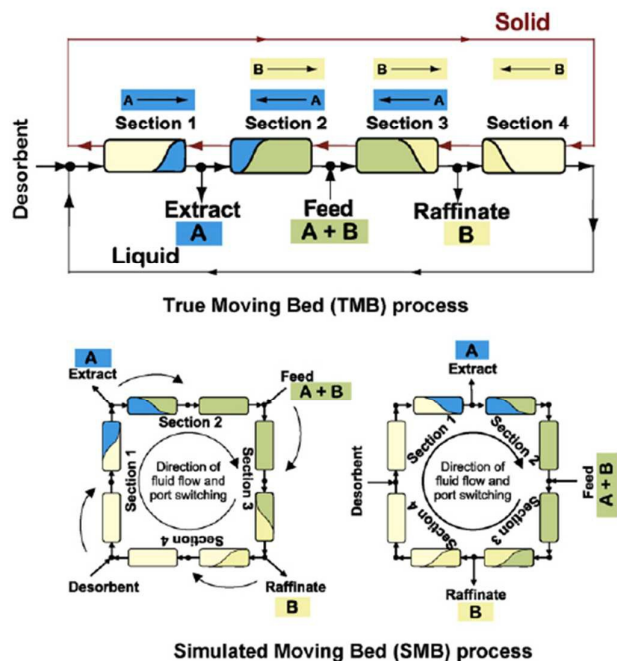 Solid
B B B
A A A
Section 1 Section 2 Section 3 Section 4
Desorbent
Extract Feed Raffinate
A A + B B
Liquid
True Moving Bed (TMB) process
A
Extract
Feed
A + B
Section 2
Section 1
Direction of
fluid flow and
port switching
Section 3
Section 4
Desorbent
Raffinate
B
A
Extract
Section 1
Section 2
Desorbent
Direction of
fluid flow and
port switching
Feed
A + B
Section 4
Section 3
Raffinate
B
Simulated Moving Bed (SMB) process